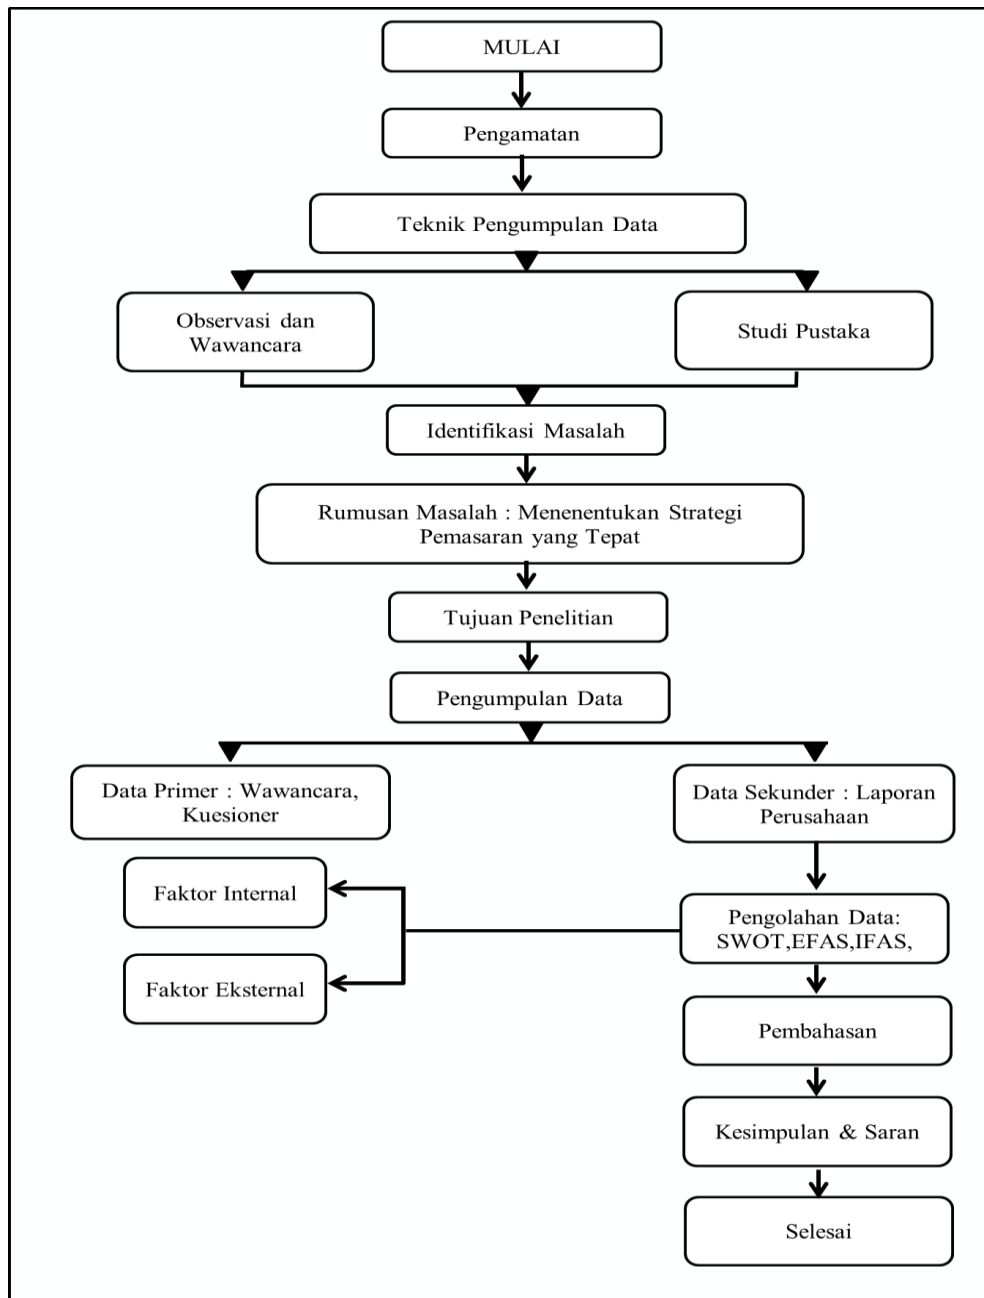 MULAI
Pengamatan
Teknik Pengumpulan Data
Observasi dan
Wawancara
Studi Pustaka
Identifikasi Masalah
Rumusan Masalah : Menenentukan Strategi
Pemasaran yang Tepat
Tujuan Penelitian
Pengumpulan Data
Data Primer : Wawancara,
Kuesioner
Data Sekunder : Laporan
Perusahaan
Faktor Internal
Faktor Eksternal
Pengolahan Data:
SWOT,EFAS,IFAS,
Pembahasan
Kesimpulan & Saran
Selesai